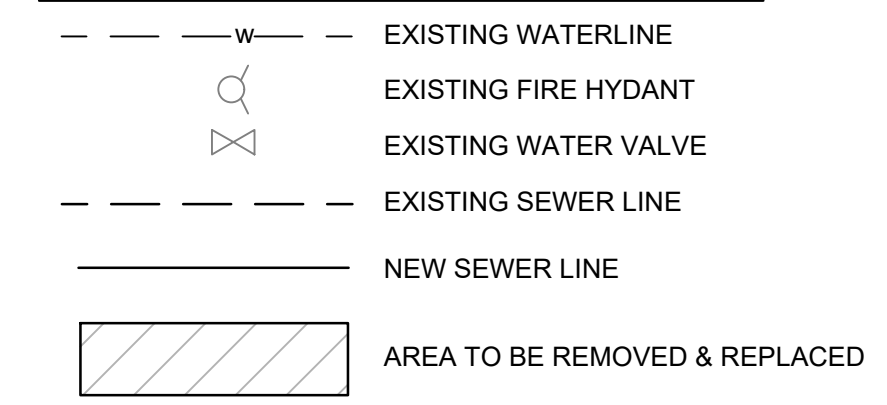 W EXISTING WATERLINE
EXISTING FIRE HYDANT
EXISTING WATER VALVE
EXISTING SEWER LINE
NEW SEWER LINE
AREA TO BE REMOVED & REPLACED